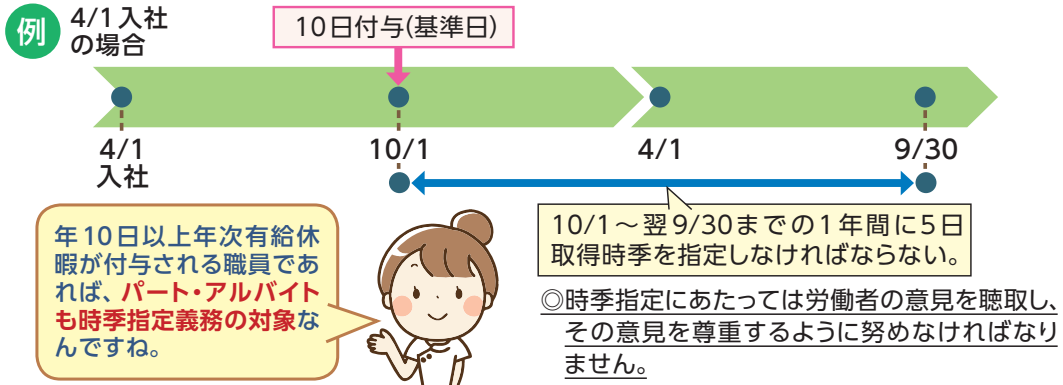 例
4/1入社
の場合
10日付与(基準日)
4/1
入社
10/1
4/1
9/30
年10日以上年次有給休
暇が付与される職員であ
れば、パート・アルバイト
も時季指定義務の対象な
んですね。
10/1～翌9/30までの1年間に5日
取得時季を指定しなければならない。
◎時季指定にあたっては労働者の意見を聴取し、
その意見を尊重するように努めなければなり
ません。